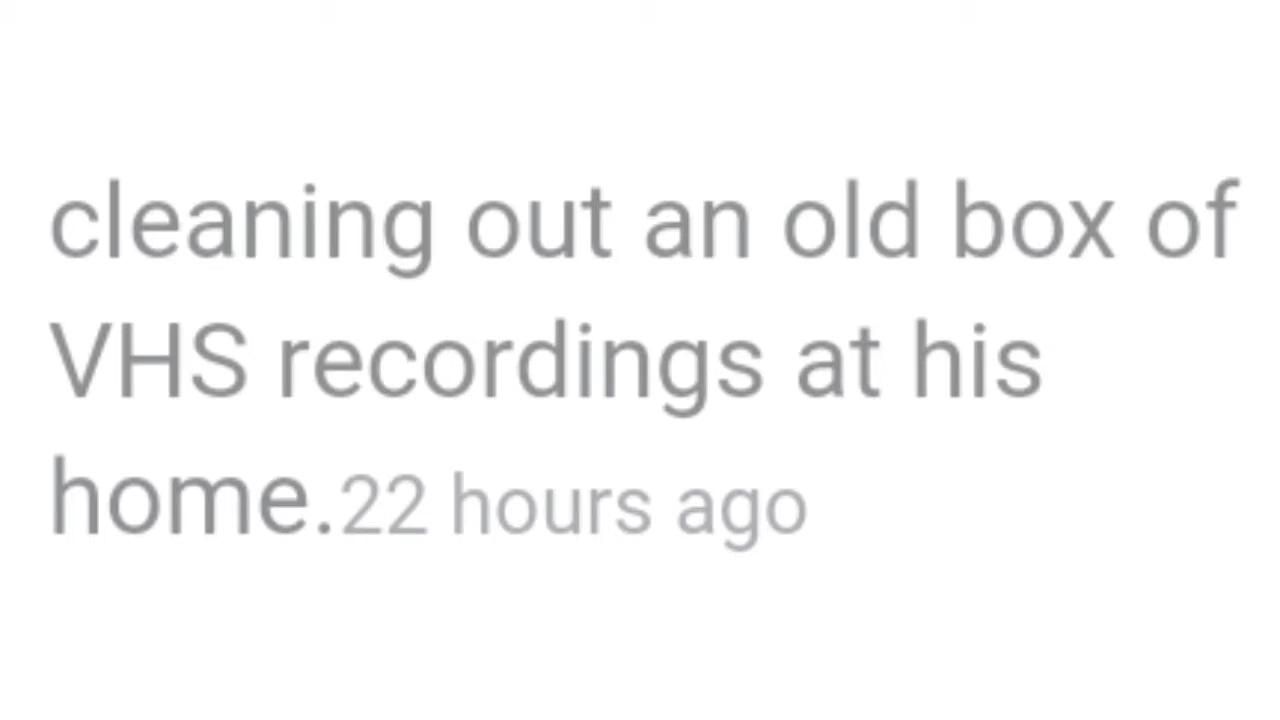 cleaning out an old box of
VHS recordings at his
home.22 hours ago